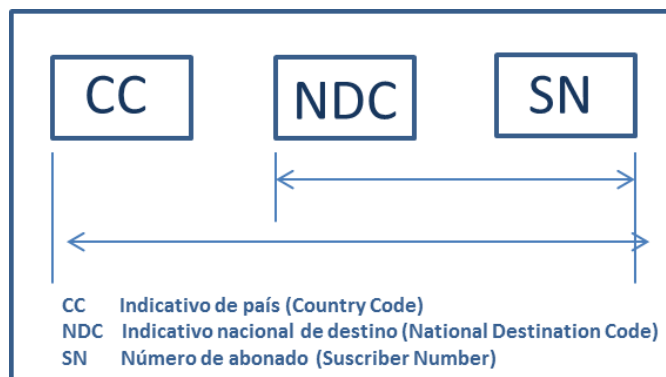 CC NDC SN
CC Indicativo de país (Country Code)
NDC Indicativo nacional de destino (National Destination Code)
SN Número de abonado (Suscriber Number)